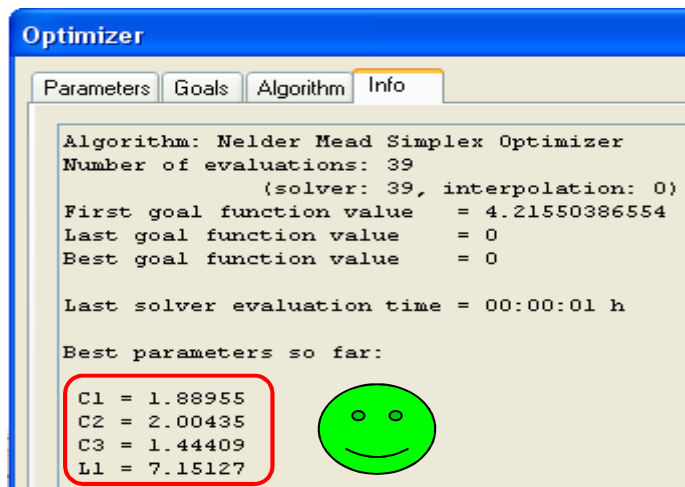 Optimizer
Parameters Goals Algorithm Info
Algorithm: Nelder Mead Simplex Optimizer
Number of evaluations: 39
(solver: 39, interpolation: 0)
First goal function value = 4.21550386554
Last goal function value = 0
Best goal function value = 0
Last solver evaluation time = 00:00:01 h
Best parameters so far:
C1 = 1.88955
C2 = 2.00435
C3 = 1.44409
L1 = 7.15127